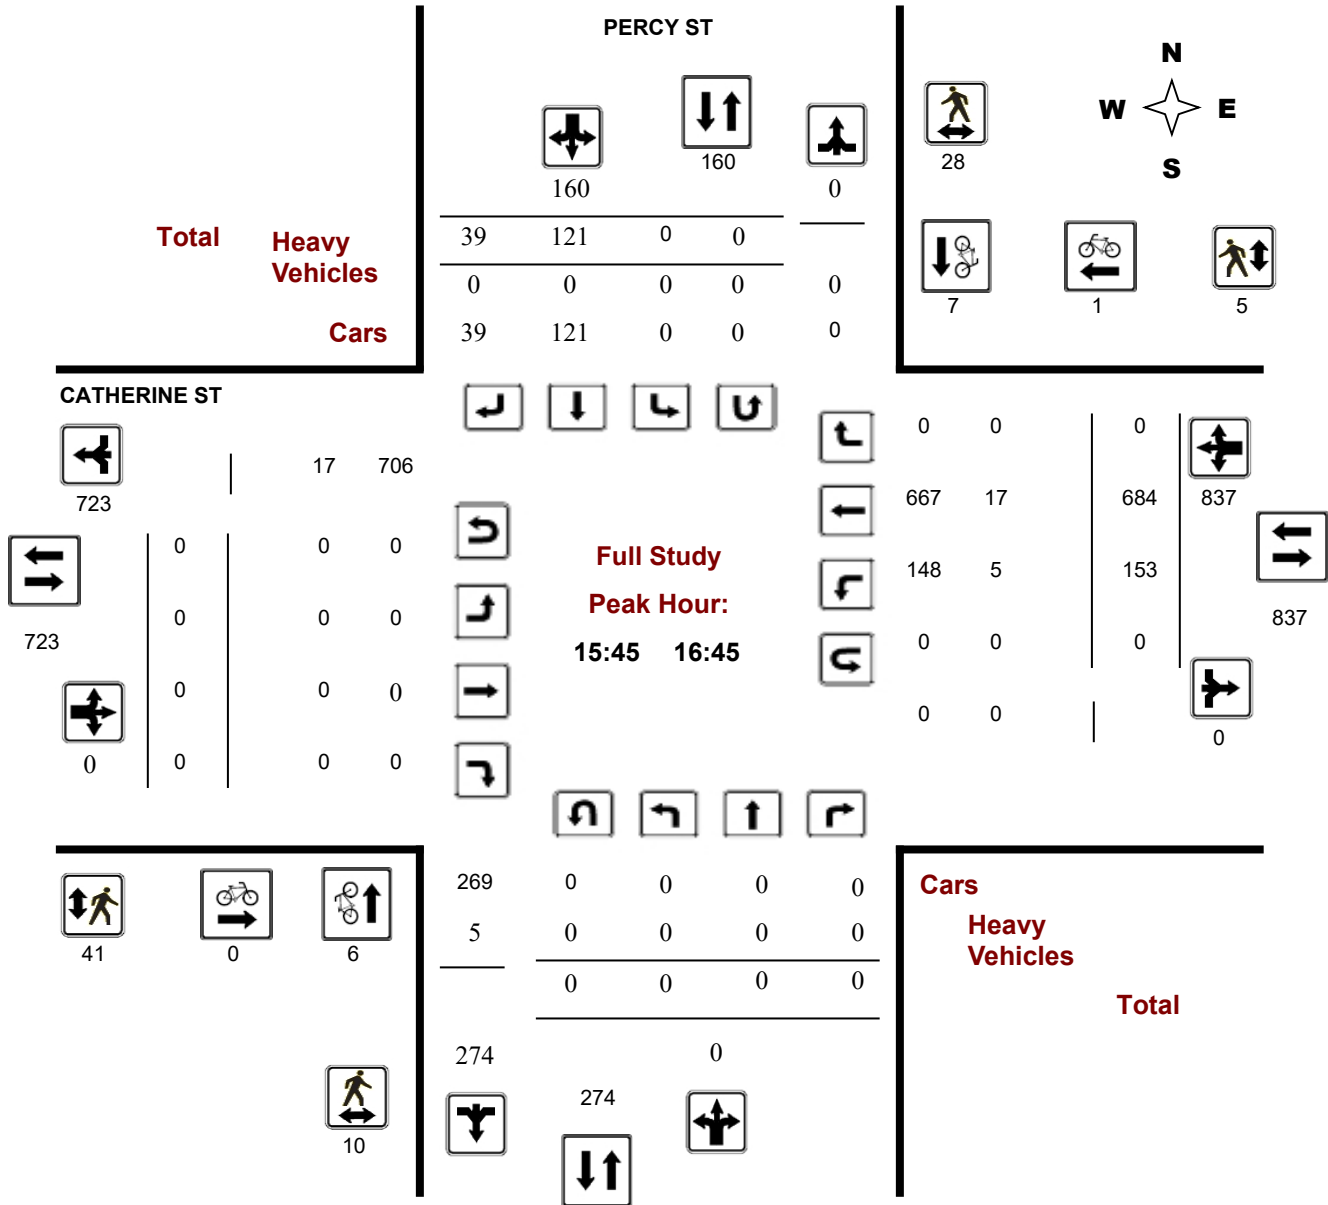 PERCY ST
N
W E
S
160
28
160 0
Total Heavy Vehicles
39 121 0 0
7 1 5
0 0 0 0 0
Cars
39 121 0 0 0
CATHERINE ST
0 0 0
17 706
723
667 17 684 837
0 0 0
Full Study
148 5 153
Peak Hour:
0 0 0
837
723
15:45 16:45
0 0 0
0 0 0
0 0
0
0 0 0 0
269 0 0 0 0
Cars
5 0 0 0 0
Heavy Vehicles
41 0 6
0 0 0 0
Total
274 0
274
10